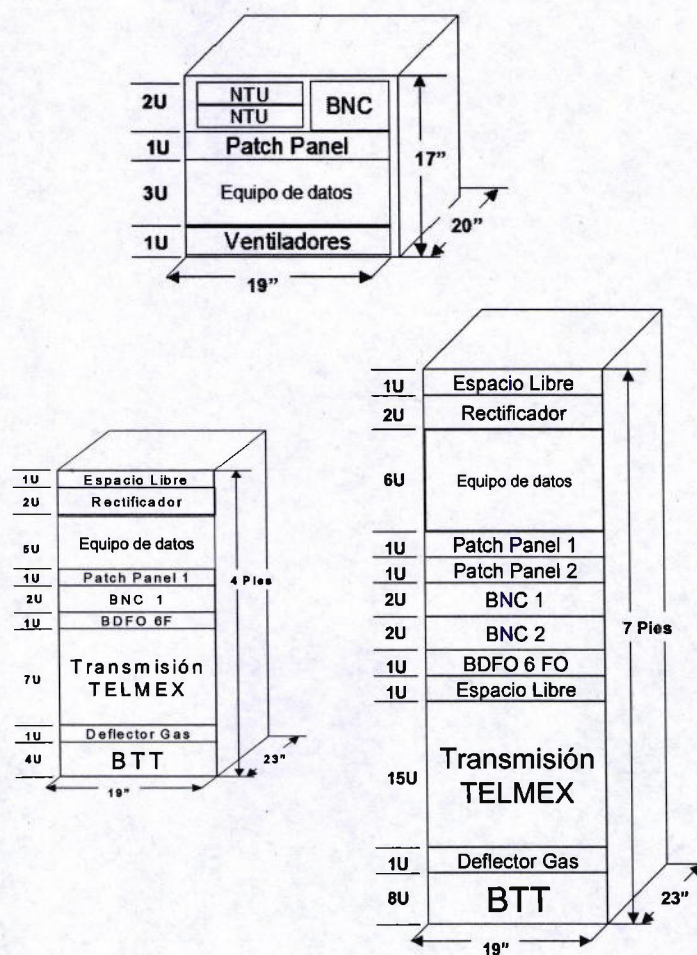 2U
NTU
NTU
BNC
1U
Patch Panel
3U
Equipo de datos
1U
Ventiladores
17”
20”
19”
1U
Espacio Libre
2U
Rectificador
5U
Equipo de datos
1U
Patch Panel 1
2U
BNC 1
1U
BDFO 6F
7U
Transmisión
TELMEX
1U
Deflector Gas
4U
BTT
4 Pies
23”
19”
1U
Espacio Libre
2U
Rectificador
6U
Equipo de datos
1U
Patch Panel 1
1U
Patch Panel 2
2U
BNC 1
2U
BNC 2
1U
BDFO 6 FO
1U
Espacio Libre
15U
Transmisión
TELMEX
1U
Deflector Gas
8U
BTT
7 Pies
23”
19”